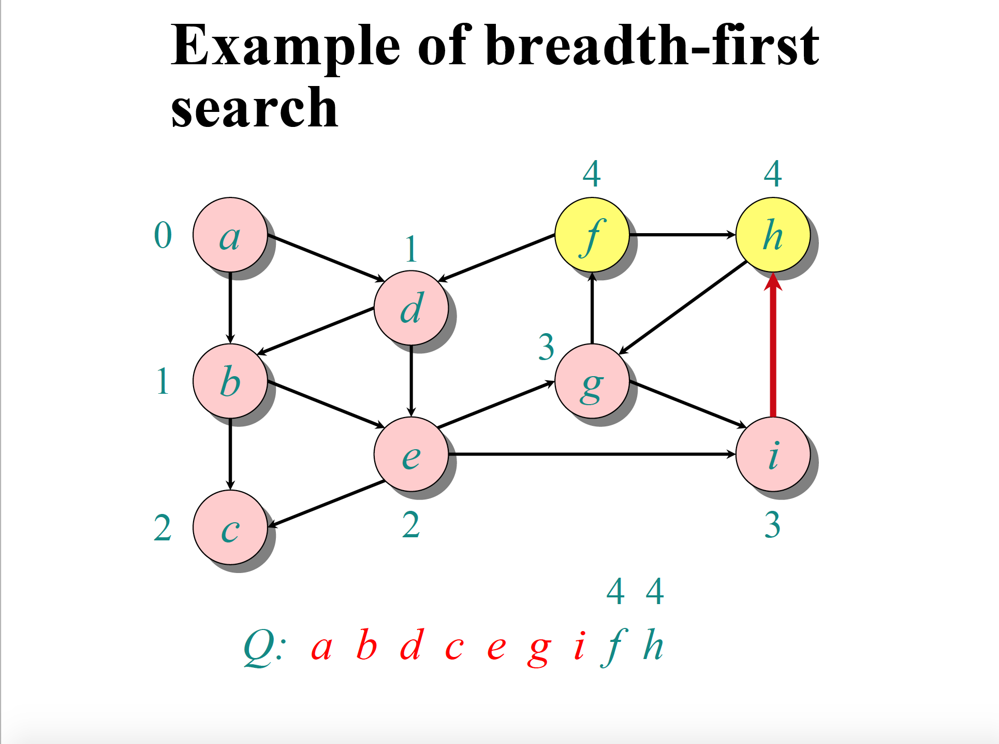 Example of breadth-first
search
4 4
0 a f h
1
d
3
1 b g
e i
2 c 2 3
4 4
Q: a b d c e g i f h